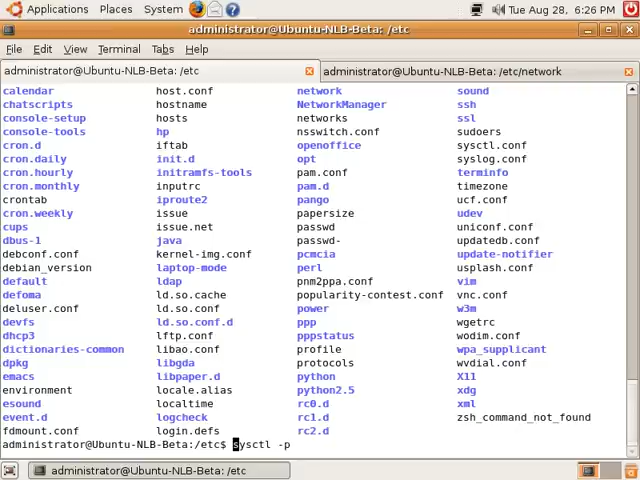 Applications Places System Tue Aug 28, 6:26 PM
administrator@Ubuntu-NLB-Beta: /etc
File Edit View Terminal Tabs Help
administrator@Ubuntu-NLB-Beta: /etc administrator@Ubuntu-NLB-Beta: /etc/network
calendar host.conf network sound
chatscripts hostname NetworkManager ssh
console-setup hosts networks ssl
console-tools hp nsswitch.conf sudoers
cron.d iftab openoffice sysctl.conf
cron.daily init.d opt syslog.conf
cron.hourly initramfs-tools pam.conf terminfo
cron.monthly inputrc pam.d timezone
crontab iproute2 pango ucf.conf
cron.weekly issue papersize udev
cups issue.net passwd uniconf.conf
dbus-1 java passwd- updatedb.conf
debconf.conf kernel-img.conf pcmcia update-notifier
debian_version laptop-mode perl usplash.conf
default ldap pnm2ppa.conf vim
defoma ld.so.cache popularity-contest.conf vnc.conf
deluser.conf ld.so.conf power w3m
devfs ld.so.conf.d ppp wgetrc
dhcp3 lftp.conf pppstatus wodim.conf
dictionaries-common libao.conf profile wpa_supplicant
dpkg libgda protocols wvdial.conf
emacs libpaper.d python X11
environment locale.alias python2.5 xdg
esound localtime rc0.d xml
event.d logcheck rc1.d zsh_command_not_found
fdmount.conf login.defs rc2.d
administrator@Ubuntu-NLB-Beta:/etc$ sysctl -p
administrator@Ubuntu-NLB-Beta: /etc